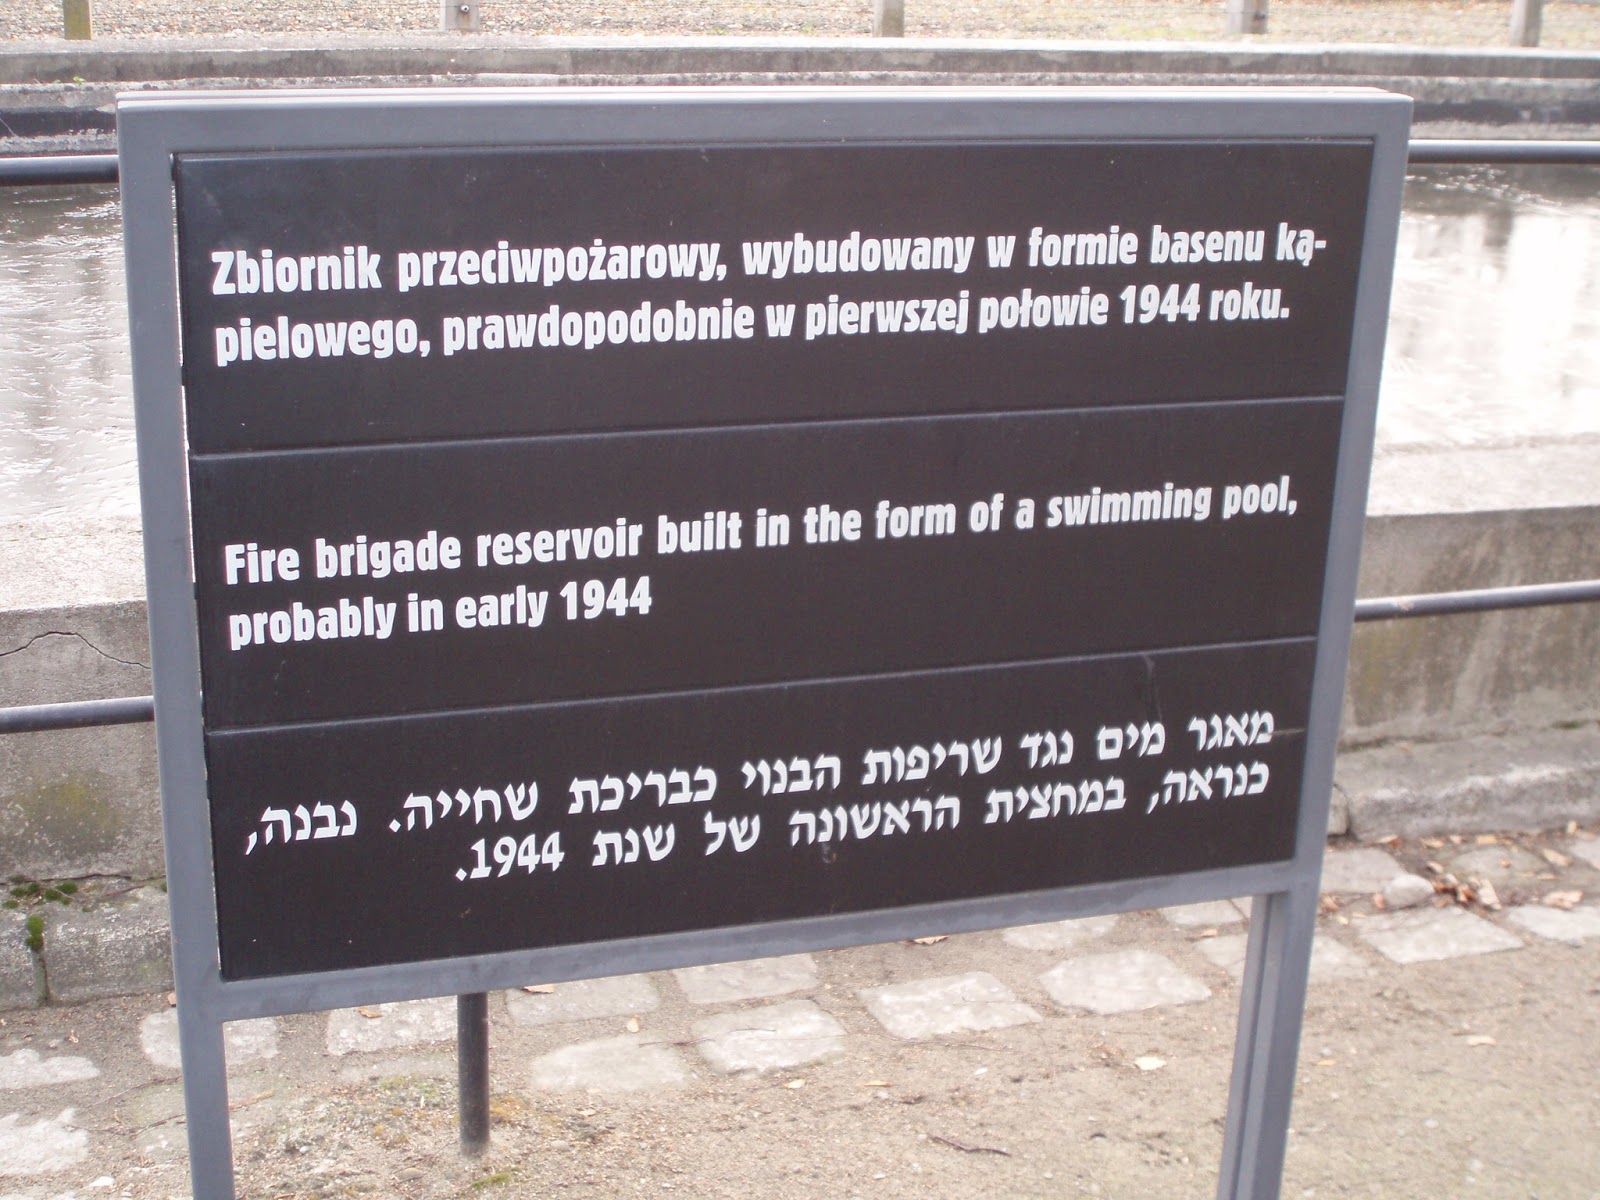 Zbiornik przeciwpożarowy, wybudowany w formie basenu ką-
pielowego, prawdopodobnie w pierwszej połowie 1944 roku.
Fire brigade reservoir built in the form of a swimming pool,
probably in early 1944
מאגר מים נגד שריפות הבנוי כבריכת שחייה. נבנה,
כנראה, במחצית הראשונה של שנת 1944.